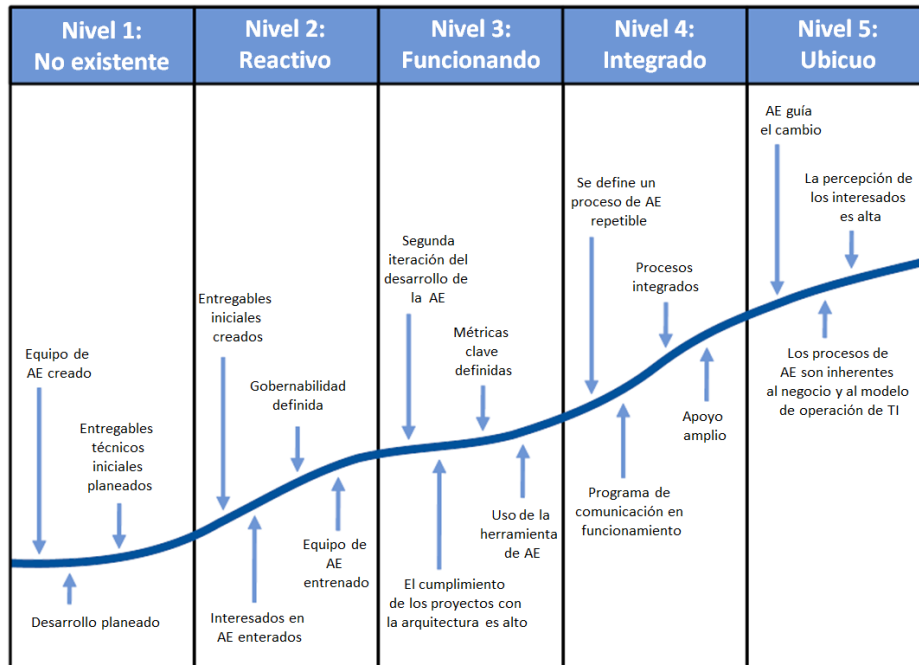 Nivel 1:
No existente
Nivel 2:
Reactivo
Nivel 3:
Funcionando
Nivel 4:
Integrado
Nivel 5:
Ubicuo
Equipo de
AE creado
Entregables
técnicos
iniciales
planeados
Desarrollo planeado
Entregables
iniciales
creados
Gobernabilidad
definida
Interesados en
AE enterados
Equipo de
AE
entrenado
Segunda
iteración del
desarrollo de
la AE
Métricas
clave
definidas
El cumplimiento
de los proyectos con
la arquitectura es alto
Uso de la
herramienta
de AE
Se define un
proceso de AE
repetible
Procesos
integrados
Programa de
comunicación en
funcionamiento
Apoyo
amplio
AE guía
el cambio
La percepción de
los interesados
es alta
Los procesos de
AE son inherentes
al negocio y al modelo
de operación de TI